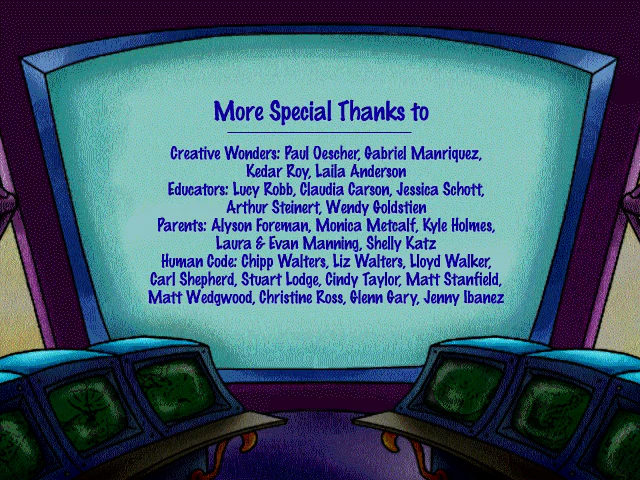 More Special Thanks to
Creative Wonders: Paul Oescher, Gabriel Manriquez,
Kedar Roy, Laila Anderson
Educators: Lucy Robb, Claudia Carson, Jessica Schott,
Arthur Steinert, Wendy Goldstien
Parents: Alyson Foreman, Monica Metcalf, Kyle Holmes,
Laura & Evan Manning, Shelly Katz
Human Code: Chipp Walters, Liz Walters, Lloyd Walker,
Carl Shepherd, Stuart Lodge, Cindy Taylor, Matt Stanfield,
Matt Wedgwood, Christine Ross, Glenn Gary, Jenny Ibanez